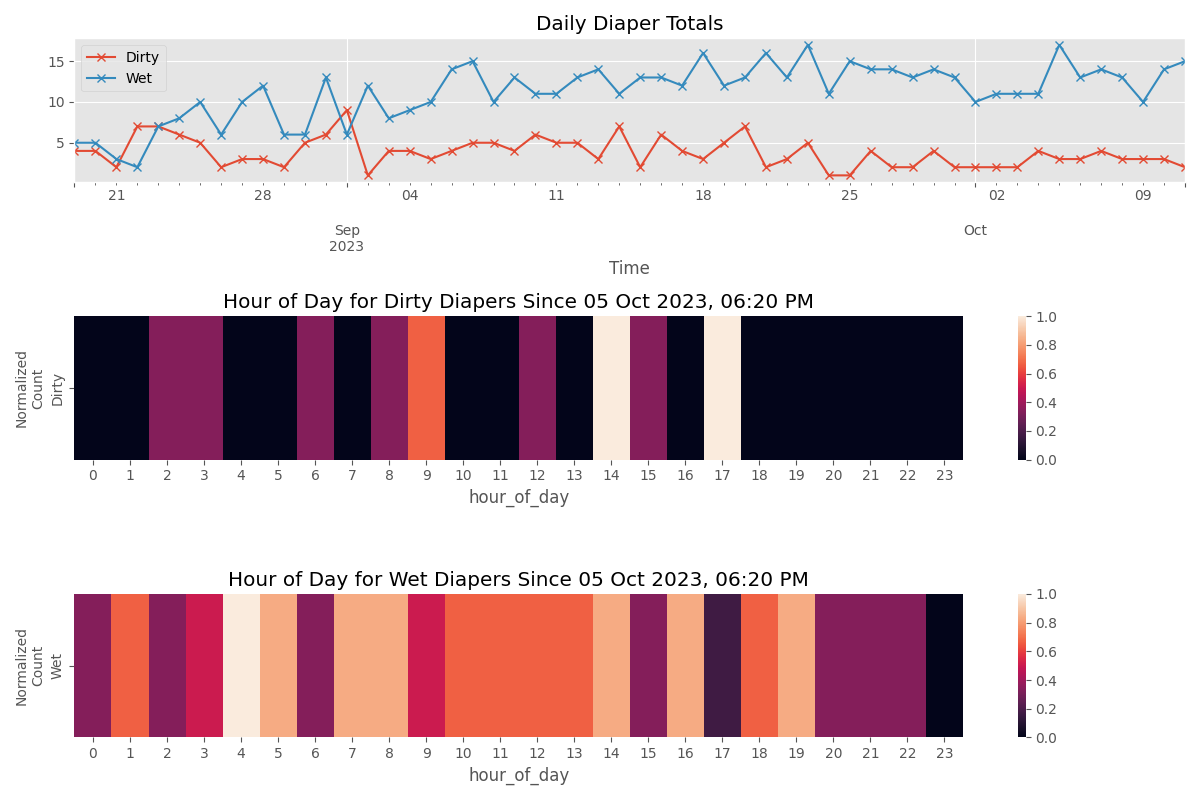 Daily Diaper Totals
Dirty
Wet
15
10
5
21 28 04 11 18 25 02 09
Sep Oct
2023
Time
Hour of Day for Dirty Diapers Since 05 Oct 2023, 06:20 PM
Normalized
Count
Dirty
1.0
0.8
0.6
0.4
0.2
0.0
0 1 2 3 4 5 6 7 8 9 10 11 12 13 14 15 16 17 18 19 20 21 22 23
hour_of_day
Hour of Day for Wet Diapers Since 05 Oct 2023, 06:20 PM
Normalized
Count
Wet
1.0
0.8
0.6
0.4
0.2
0.0
0 1 2 3 4 5 6 7 8 9 10 11 12 13 14 15 16 17 18 19 20 21 22 23
hour_of_day